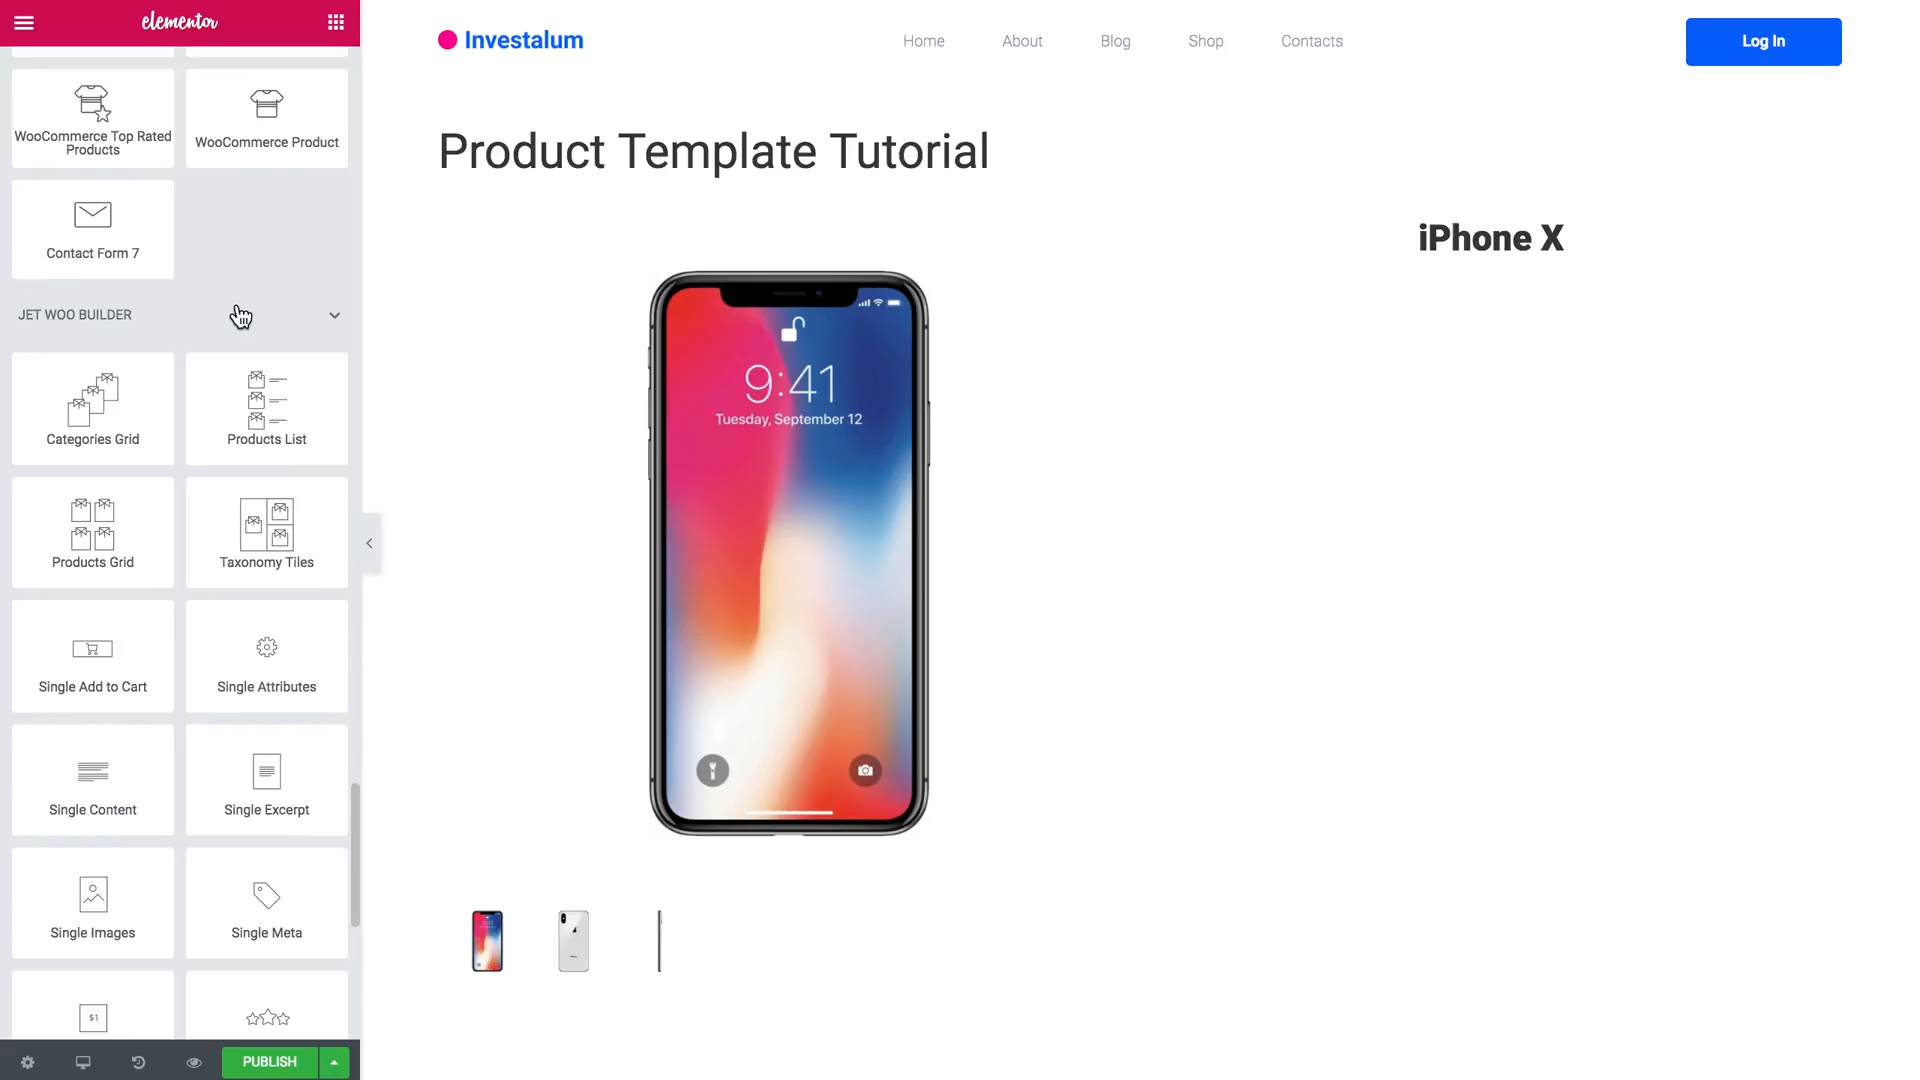 elementor
WooCommerce Top Rated
Products
WooCommerce Product
Contact Form 7
JET WOO BUILDER
Categories Grid
Products List
Products Grid
Taxonomy Tiles
Single Add to Cart
Single Attributes
Single Content
Single Excerpt
Single Images
Single Meta
$1
PUBLISH
Investalum
Home
About
Blog
Shop
Contacts
Log In
Product Template Tutorial
iPhone X
9:41
Tuesday, September 12